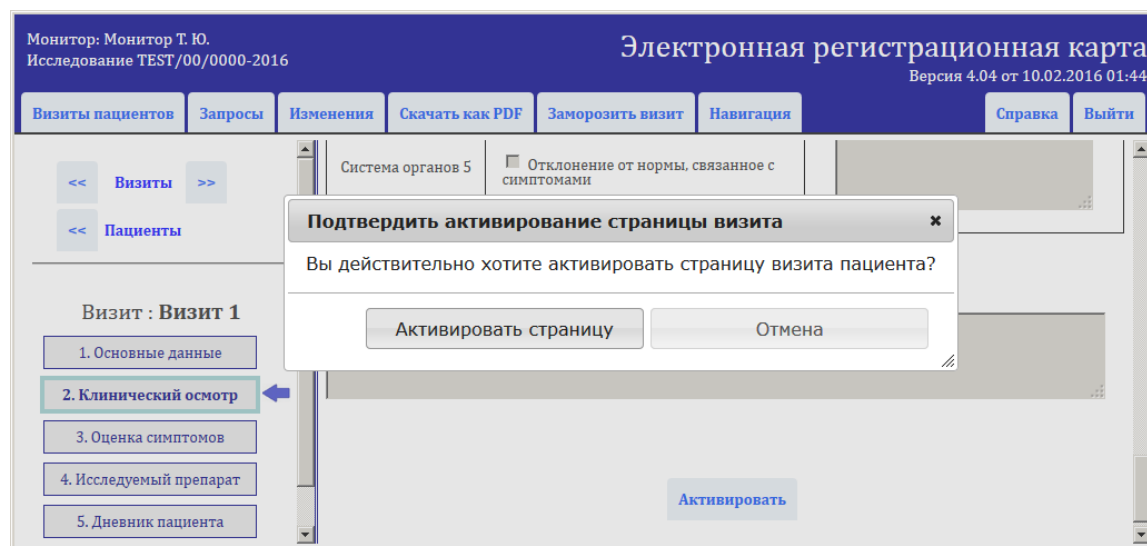 Монитор: Монитор Т. Ю.
Исследование TEST/00/0000-2016
Электронная регистрационная карта
Версия 4.04 от 10.02.2016 01:44
Визиты пациентов Запросы Изменения Скачать как PDF Заморозить визит Навигация Справка Выйти
<< Визиты >>
<< Пациенты
Визит : Визит 1
1. Основные данные
2. Клинический осмотр
3. Оценка симптомов
4. Исследуемый препарат
5. Дневник пациента
Система органов 5
Отклонение от нормы, связанное с
симптомами
Подтвердить активирование страницы визита
Вы действительно хотите активировать страницу визита пациента?
Активировать страницу Отмена
Активировать